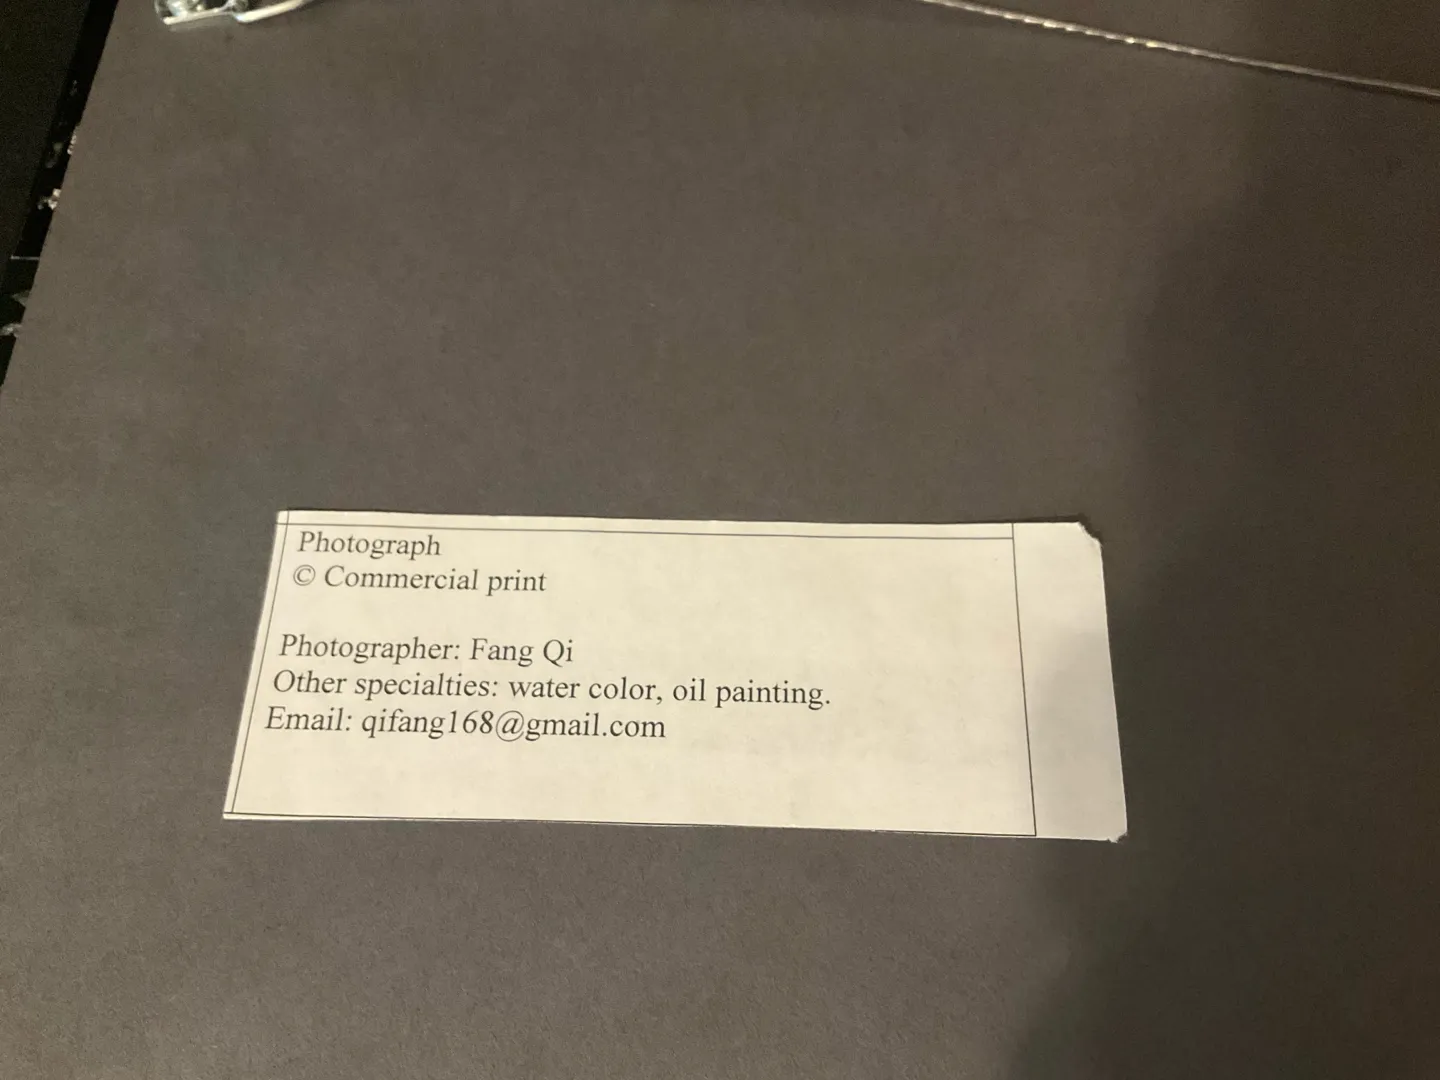 Photograph
© Commercial print
Photographer: Fang Qi
Other specialties: water color, oil painting.
Email: qifang168@gmail.com